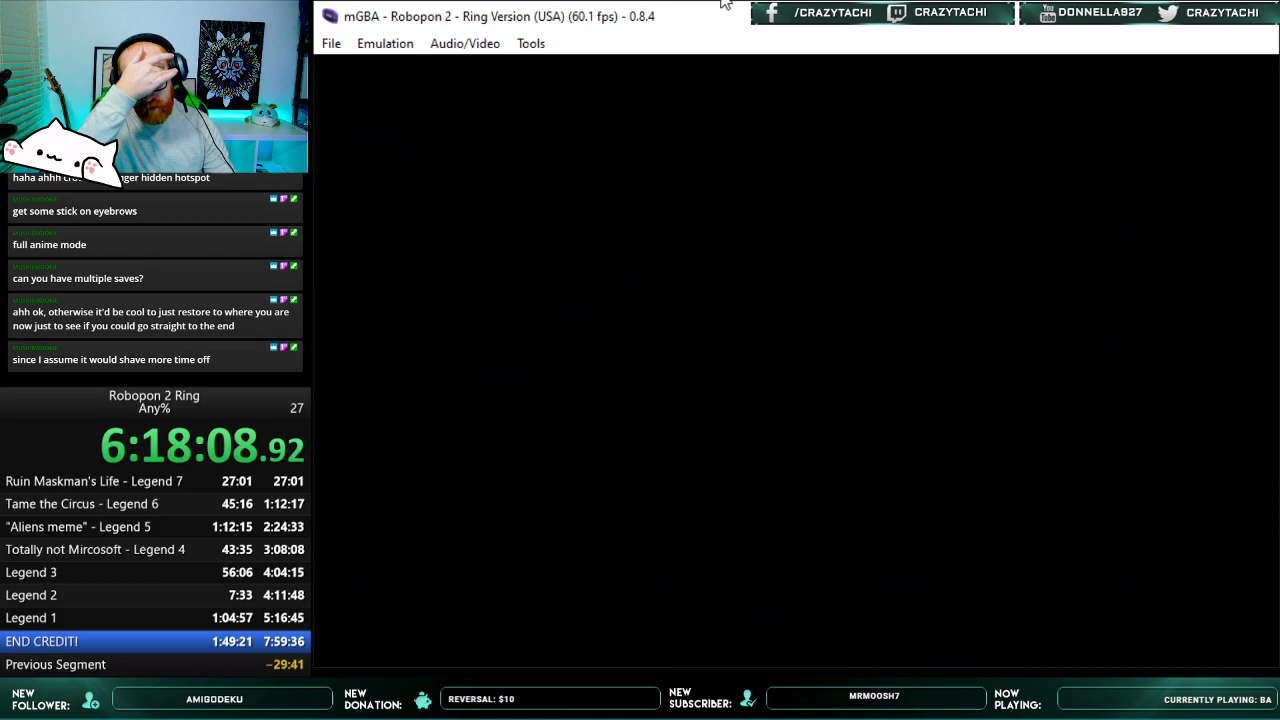 mGBA - Robopon 2 - Ring Version (USA) (60.1 fps) - 0.8.4
/CRAZYTACHI
CRAZYTACHI
You Tube DONNELLAB27
CRAZYTACHI
File Emulation Audio/Video Tools
hidden hotspot
get some stick on eyebrows
full anime mode
can you have multiple saves?
ahh ok, otherwise it'd be cool to just restore to where you are
now just to see if you could go straight to the end
since I assume it would shave more time off
Robopon 2 Ring
Any% 27
6:18:08.92
Ruin Maskman's Life - Legend 7 27:01 27:01
Tame the Circus - Legend 6 45:16 1:12:17
"Aliens meme" - Legend 5 1:12:15 2:24:33
Totally not Mircosoft - Legend 4 43:35 3:08:08
Legend 3 56:06 4:04:15
Legend 2 7:33 4:11:48
Legend 1 1:04:57 5:16:45
END CREDIT! 1:49:21 7:59:36
Previous Segment −29:41
NEW FOLLOWER: AMIGODEKU
NEW DONATION: REVERSAL: $10
NEW SUBSCRIBER: MRMOOSH7
NOW PLAYING: CURRENTLY PLAYING: BA